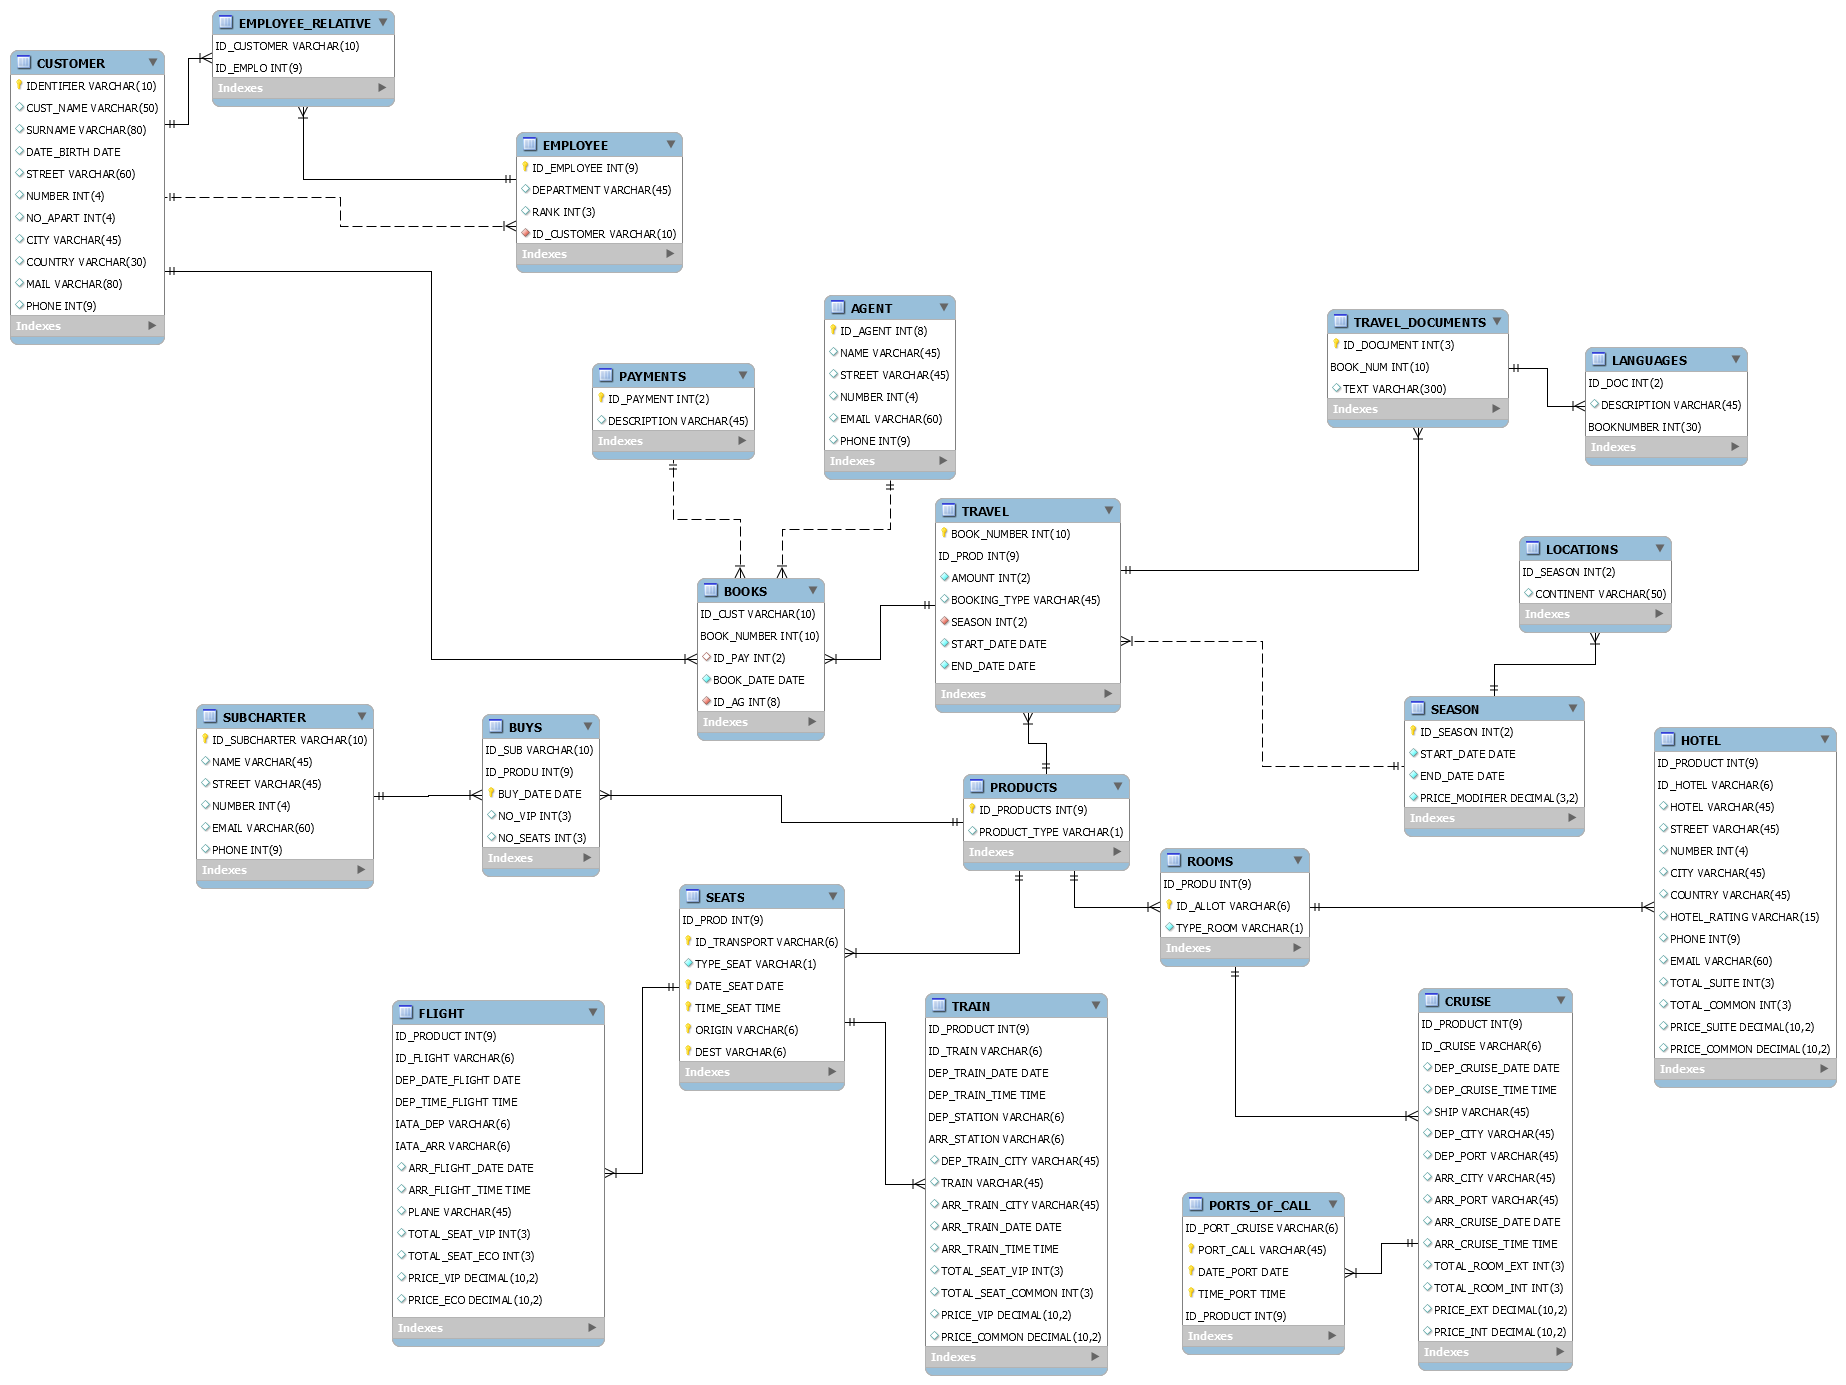 EMPLOYEE_RELATIVE
ID_CUSTOMER VARCHAR(10)
ID_EMPLO INT(9)
Indexes
CUSTOMER
IDENTIFIER VARCHAR(10)
CUST_NAME VARCHAR(50)
SURNAME VARCHAR(80)
DATE_BIRTH DATE
STREET VARCHAR(60)
NUMBER INT(4)
NO_APART INT(4)
CITY VARCHAR(45)
COUNTRY VARCHAR(30)
MAIL VARCHAR(80)
PHONE INT(9)
Indexes
EMPLOYEE
ID_EMPLOYEE INT(9)
DEPARTMENT VARCHAR(45)
RANK INT(3)
ID_CUSTOMER VARCHAR(10)
Indexes
AGENT
ID_AGENT INT(8)
NAME VARCHAR(45)
STREET VARCHAR(45)
NUMBER INT(4)
EMAIL VARCHAR(60)
PHONE INT(9)
Indexes
PAYMENTS
ID_PAYMENT INT(2)
DESCRIPTION VARCHAR(45)
Indexes
TRAVEL_DOCUMENTS
ID_DOCUMENT INT(3)
BOOK_NUM INT(10)
TEXT VARCHAR(300)
Indexes
LANGUAGES
ID_DOC INT(2)
DESCRIPTION VARCHAR(45)
BOOKNUMBER INT(30)
Indexes
TRAVEL
BOOK_NUMBER INT(10)
ID_PROD INT(9)
AMOUNT INT(2)
BOOKING_TYPE VARCHAR(45)
SEASON INT(2)
START_DATE DATE
END_DATE DATE
Indexes
LOCATIONS
ID_SEASON INT(2)
CONTINENT VARCHAR(50)
Indexes
BOOKS
ID_CUST VARCHAR(10)
BOOK_NUMBER INT(10)
ID_PAY INT(2)
BOOK_DATE DATE
ID_AG INT(8)
Indexes
SUBCHARTER
ID_SUBCHARTER VARCHAR(10)
NAME VARCHAR(45)
STREET VARCHAR(45)
NUMBER INT(4)
EMAIL VARCHAR(60)
PHONE INT(9)
Indexes
BUYS
ID_SUB VARCHAR(10)
ID_PRODU INT(9)
BUY_DATE DATE
NO_VIP INT(3)
NO_SEATS INT(3)
Indexes
SEASON
ID_SEASON INT(2)
START_DATE DATE
END_DATE DATE
PRICE_MODIFIER DECIMAL(3,2)
Indexes
PRODUCTS
ID_PRODUCTS INT(9)
PRODUCT_TYPE VARCHAR(1)
Indexes
HOTEL
ID_PRODUCT INT(9)
ID_HOTEL VARCHAR(6)
HOTEL VARCHAR(45)
STREET VARCHAR(45)
NUMBER INT(4)
CITY VARCHAR(45)
COUNTRY VARCHAR(45)
HOTEL_RATING VARCHAR(15)
PHONE INT(9)
EMAIL VARCHAR(60)
TOTAL_SUITE INT(3)
TOTAL_COMMON INT(3)
PRICE_SUITE DECIMAL(10,2)
PRICE_COMMON DECIMAL(10,2)
Indexes
ROOMS
ID_PRODU INT(9)
ID_ALLOT VARCHAR(6)
TYPE_ROOM VARCHAR(1)
Indexes
SEATS
ID_PROD INT(9)
ID_TRANSPORT VARCHAR(6)
TYPE_SEAT VARCHAR(1)
DATE_SEAT DATE
TIME_SEAT TIME
ORIGIN VARCHAR(6)
DEST VARCHAR(6)
Indexes
FLIGHT
ID_PRODUCT INT(9)
ID_FLIGHT VARCHAR(6)
DEP_DATE_FLIGHT DATE
DEP_TIME_FLIGHT TIME
IATA_DEP VARCHAR(6)
IATA_ARR VARCHAR(6)
ARR_FLIGHT_DATE DATE
ARR_FLIGHT_TIME TIME
PLANE VARCHAR(45)
TOTAL_SEAT_VIP INT(3)
TOTAL_SEAT_ECO INT(3)
PRICE_VIP DECIMAL(10,2)
PRICE_ECO DECIMAL(10,2)
Indexes
TRAIN
ID_PRODUCT INT(9)
ID_TRAIN VARCHAR(6)
DEP_TRAIN_DATE DATE
DEP_TRAIN_TIME TIME
DEP_STATION VARCHAR(6)
ARR_STATION VARCHAR(6)
DEP_TRAIN_CITY VARCHAR(45)
TRAIN VARCHAR(45)
ARR_TRAIN_CITY VARCHAR(45)
ARR_TRAIN_DATE DATE
ARR_TRAIN_TIME TIME
TOTAL_SEAT_VIP INT(3)
TOTAL_SEAT_COMMON INT(3)
PRICE_VIP DECIMAL(10,2)
PRICE_COMMON DECIMAL(10,2)
Indexes
CRUISE
ID_PRODUCT INT(9)
ID_CRUISE VARCHAR(6)
DEP_CRUISE_DATE DATE
DEP_CRUISE_TIME TIME
SHIP VARCHAR(45)
DEP_CITY VARCHAR(45)
DEP_PORT VARCHAR(45)
ARR_CITY VARCHAR(45)
ARR_PORT VARCHAR(45)
ARR_CRUISE_DATE DATE
ARR_CRUISE_TIME TIME
TOTAL_ROOM_EXT INT(3)
TOTAL_ROOM_INT INT(3)
PRICE_EXT DECIMAL(10,2)
PRICE_INT DECIMAL(10,2)
Indexes
PORTS_OF_CALL
ID_PORT_CRUISE VARCHAR(6)
PORT_CALL VARCHAR(45)
DATE_PORT DATE
TIME_PORT TIME
ID_PRODUCT INT(9)
Indexes